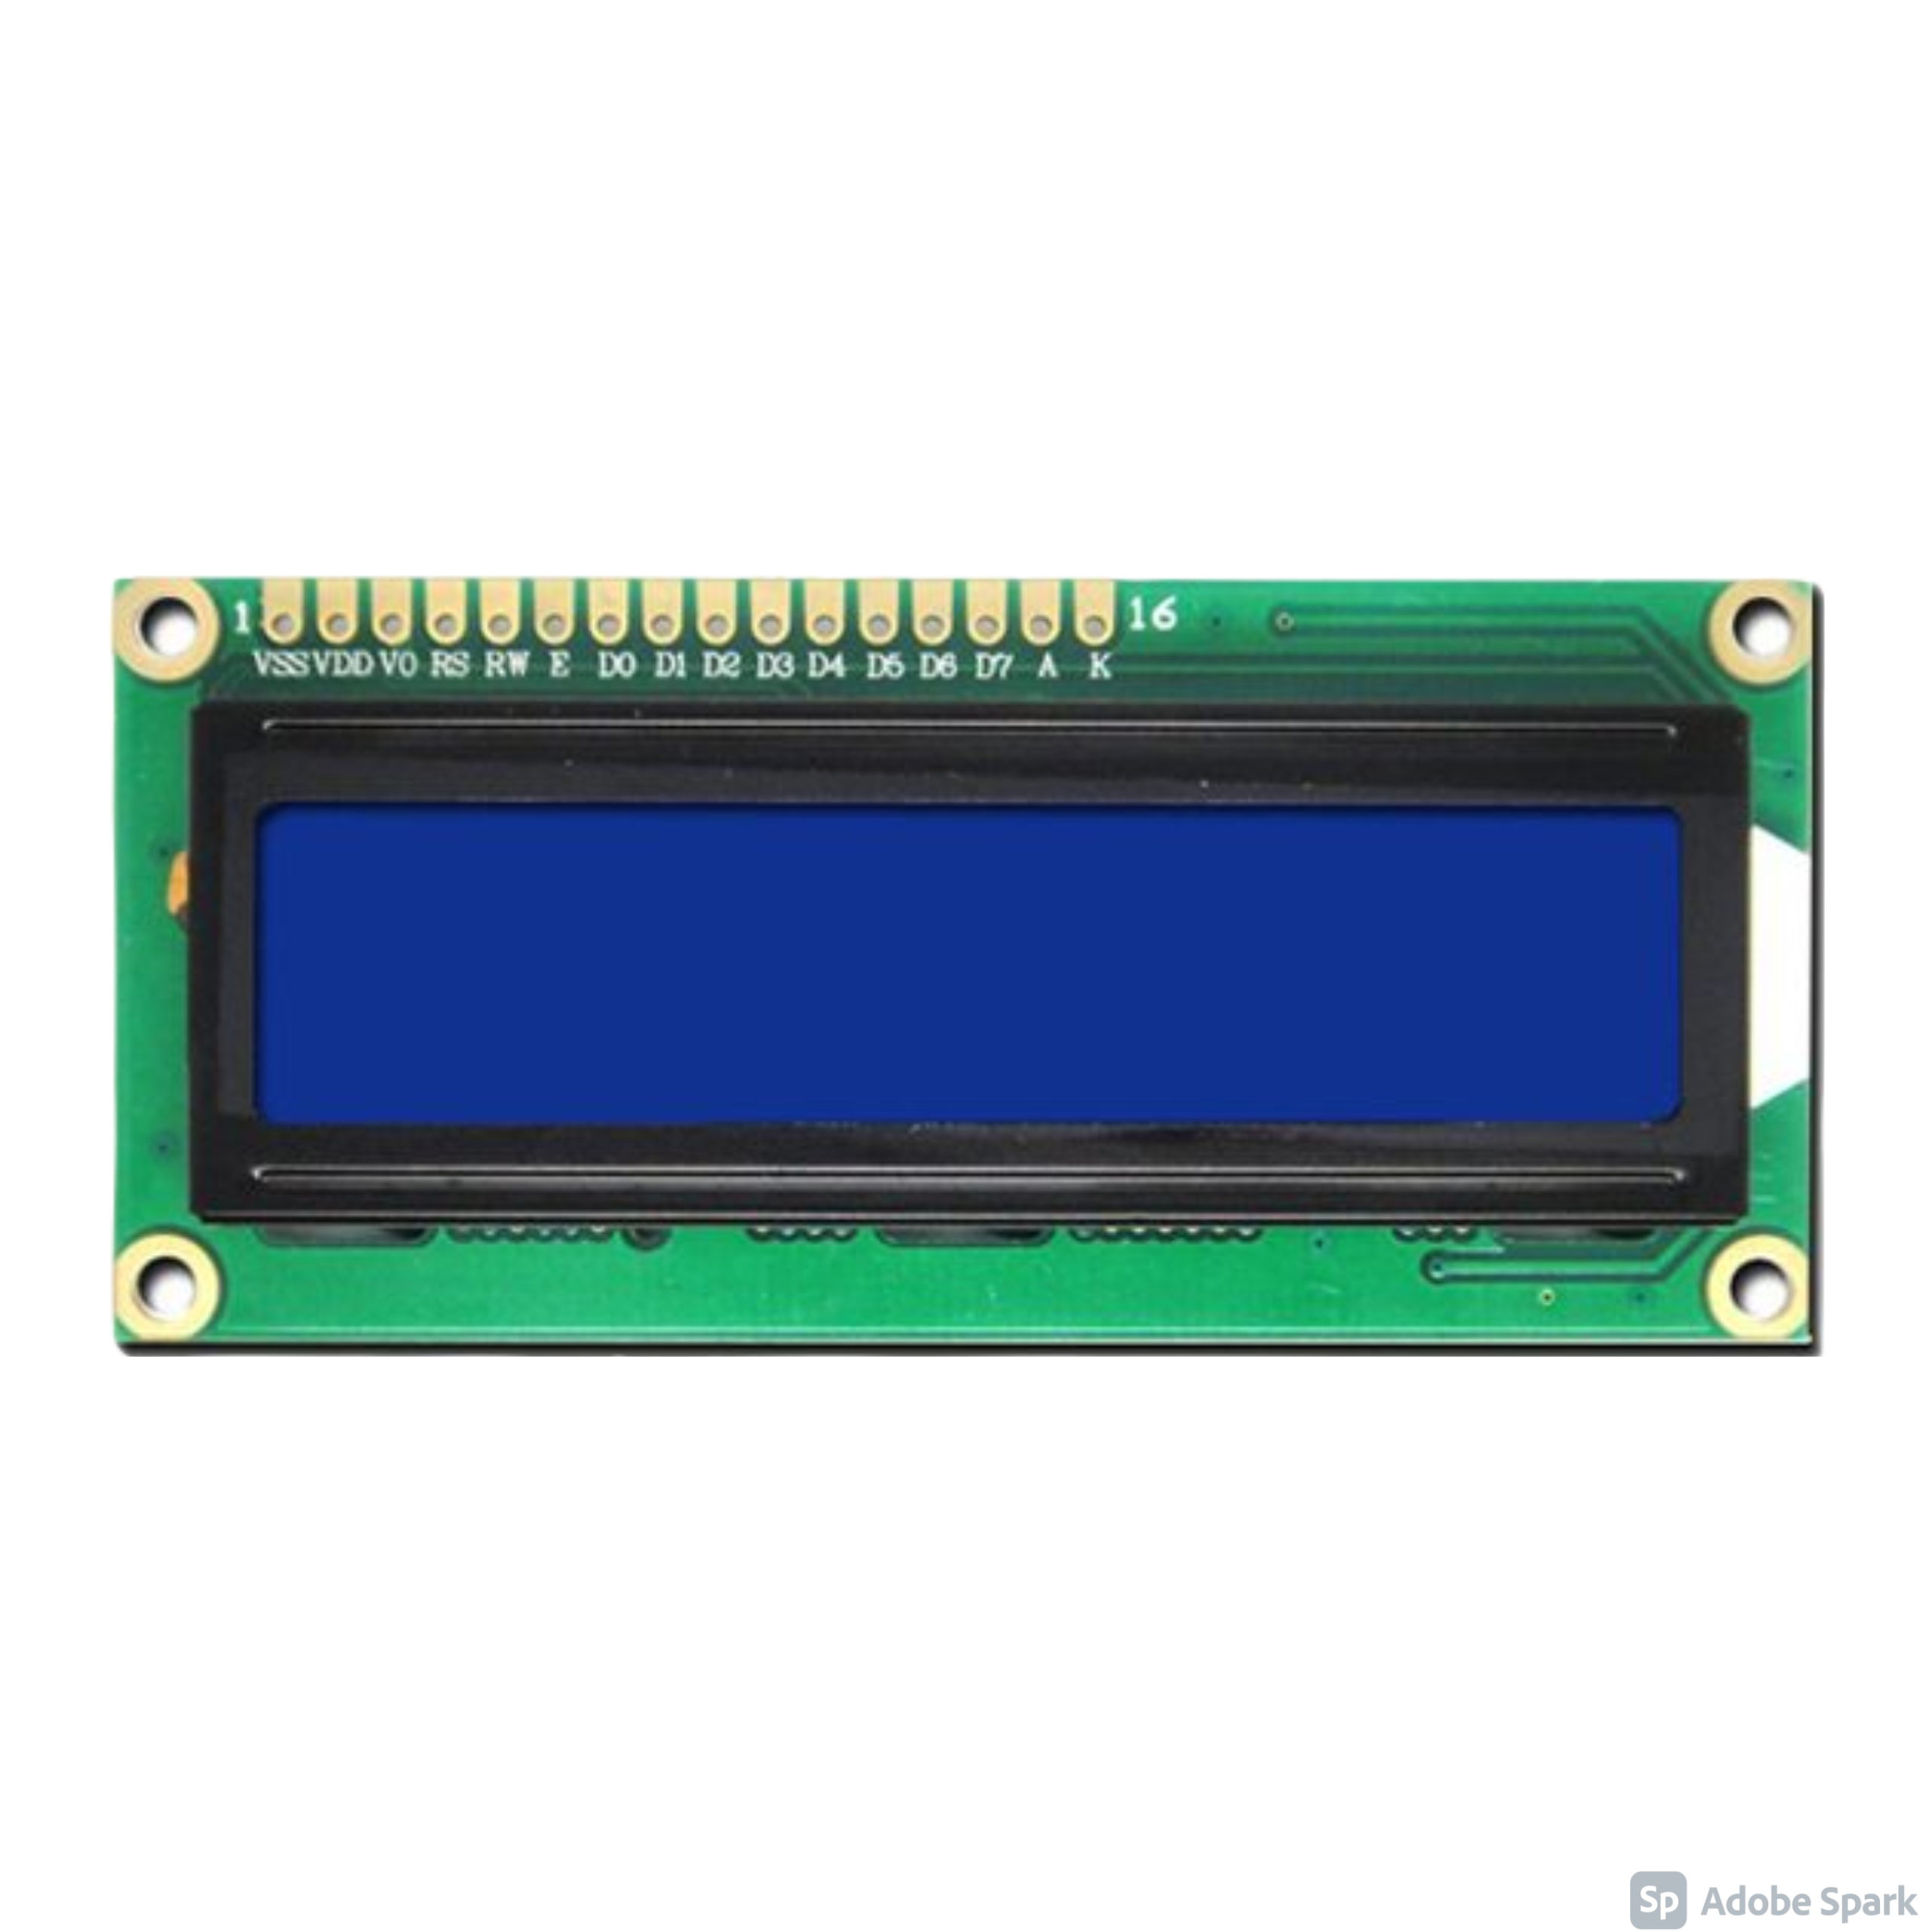 1 16
VSS VDD V0 RS RW E D0 D1 D2 D3 D4 D5 D6 D7 A K
Sp Adobe Spark